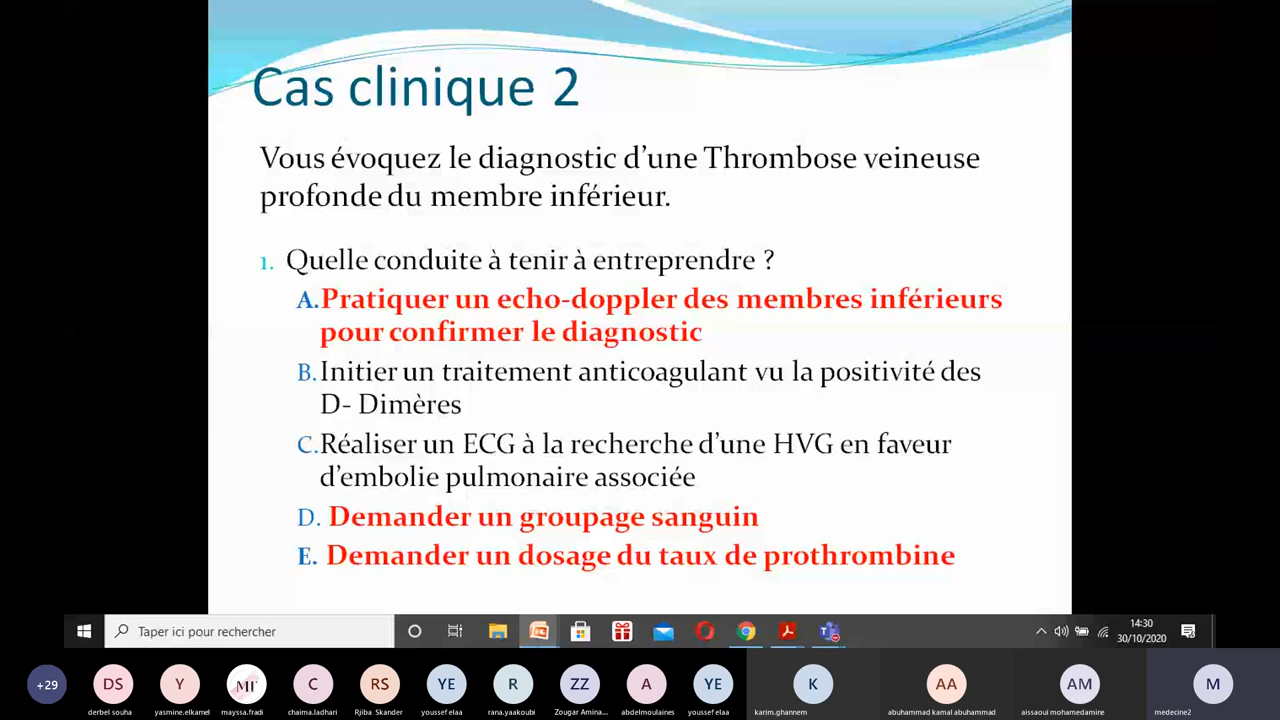 Cas clinique 2
Vous évoquez le diagnostic d'une Thrombose veineuse
profonde du membre inférieur.
1. Quelle conduite à tenir à entreprendre ?
A. Pratiquer un echo-doppler des membres inférieurs
pour confirmer le diagnostic
B. Initier un traitement anticoagulant vu la positivité des
D- Dimères
C. Réaliser un ECG à la recherche d'une HVG en faveur
d'embolie pulmonaire associée
D. Demander un groupage sanguin
E. Demander un dosage du taux de prothrombine
Taper ici pour rechercher
14:30
30/10/2020
+29 DS Y MF C RS YE R ZZ A YE K AA AM M
derbel souha yasmine.elkamel mayssa.fradi chaima.ladhari Rjiba Skander youssef elaa rana.yaakoubi Zougar Amina... abdelmoulaines youssef elaa karim.ghannem abuhammad kamal abuhammad aissaoui mohamedamine medecine2